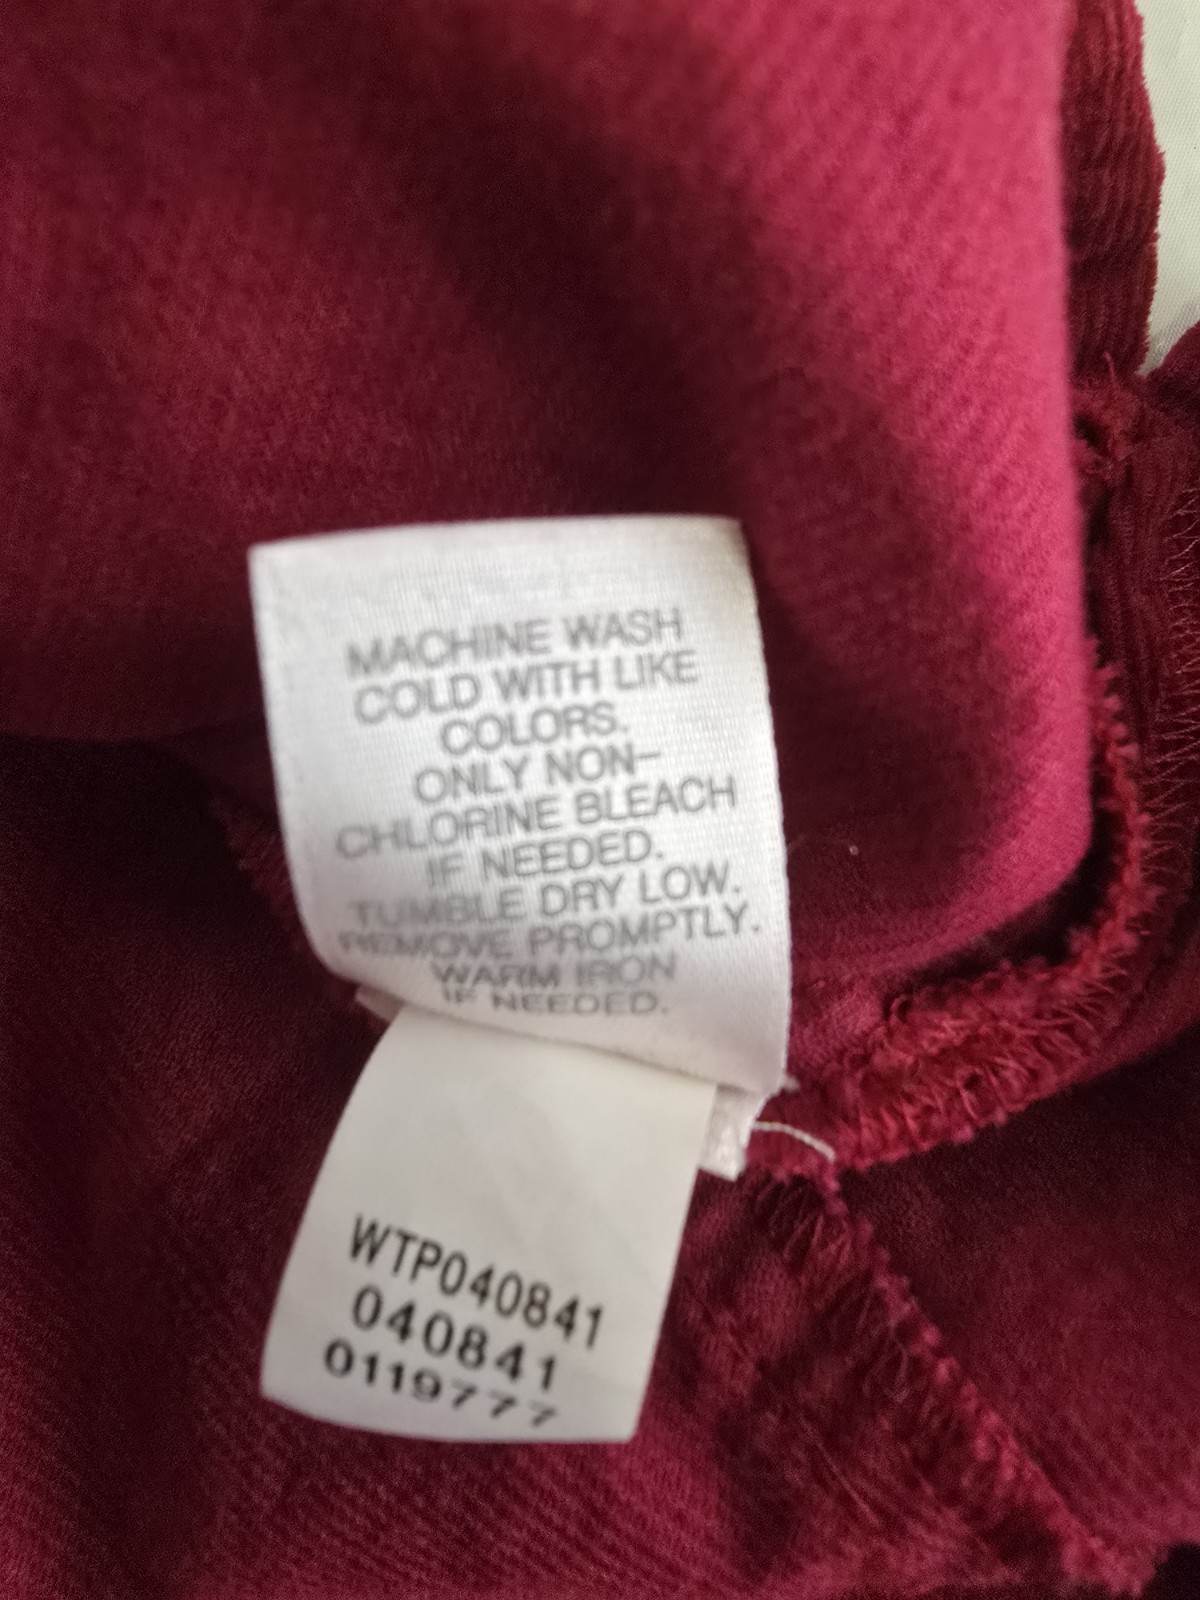 MACHINE WASH
COLD WITH LIKE
COLORS.
ONLY NON-
CHLORINE BLEACH
IF NEEDED.
TUMBLE DRY LOW.
REMOVE PROMPTLY.
WARM IRON
IF NEEDED.
WTP040841
040841
0119777